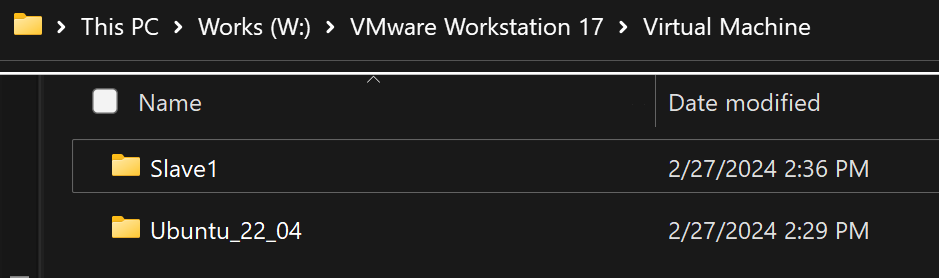 This PC > Works (W:) > VMware Workstation 17 > Virtual Machine
Name Date modified
Slave1 2/27/2024 2:36 PM
Ubuntu_22_04 2/27/2024 2:29 PM